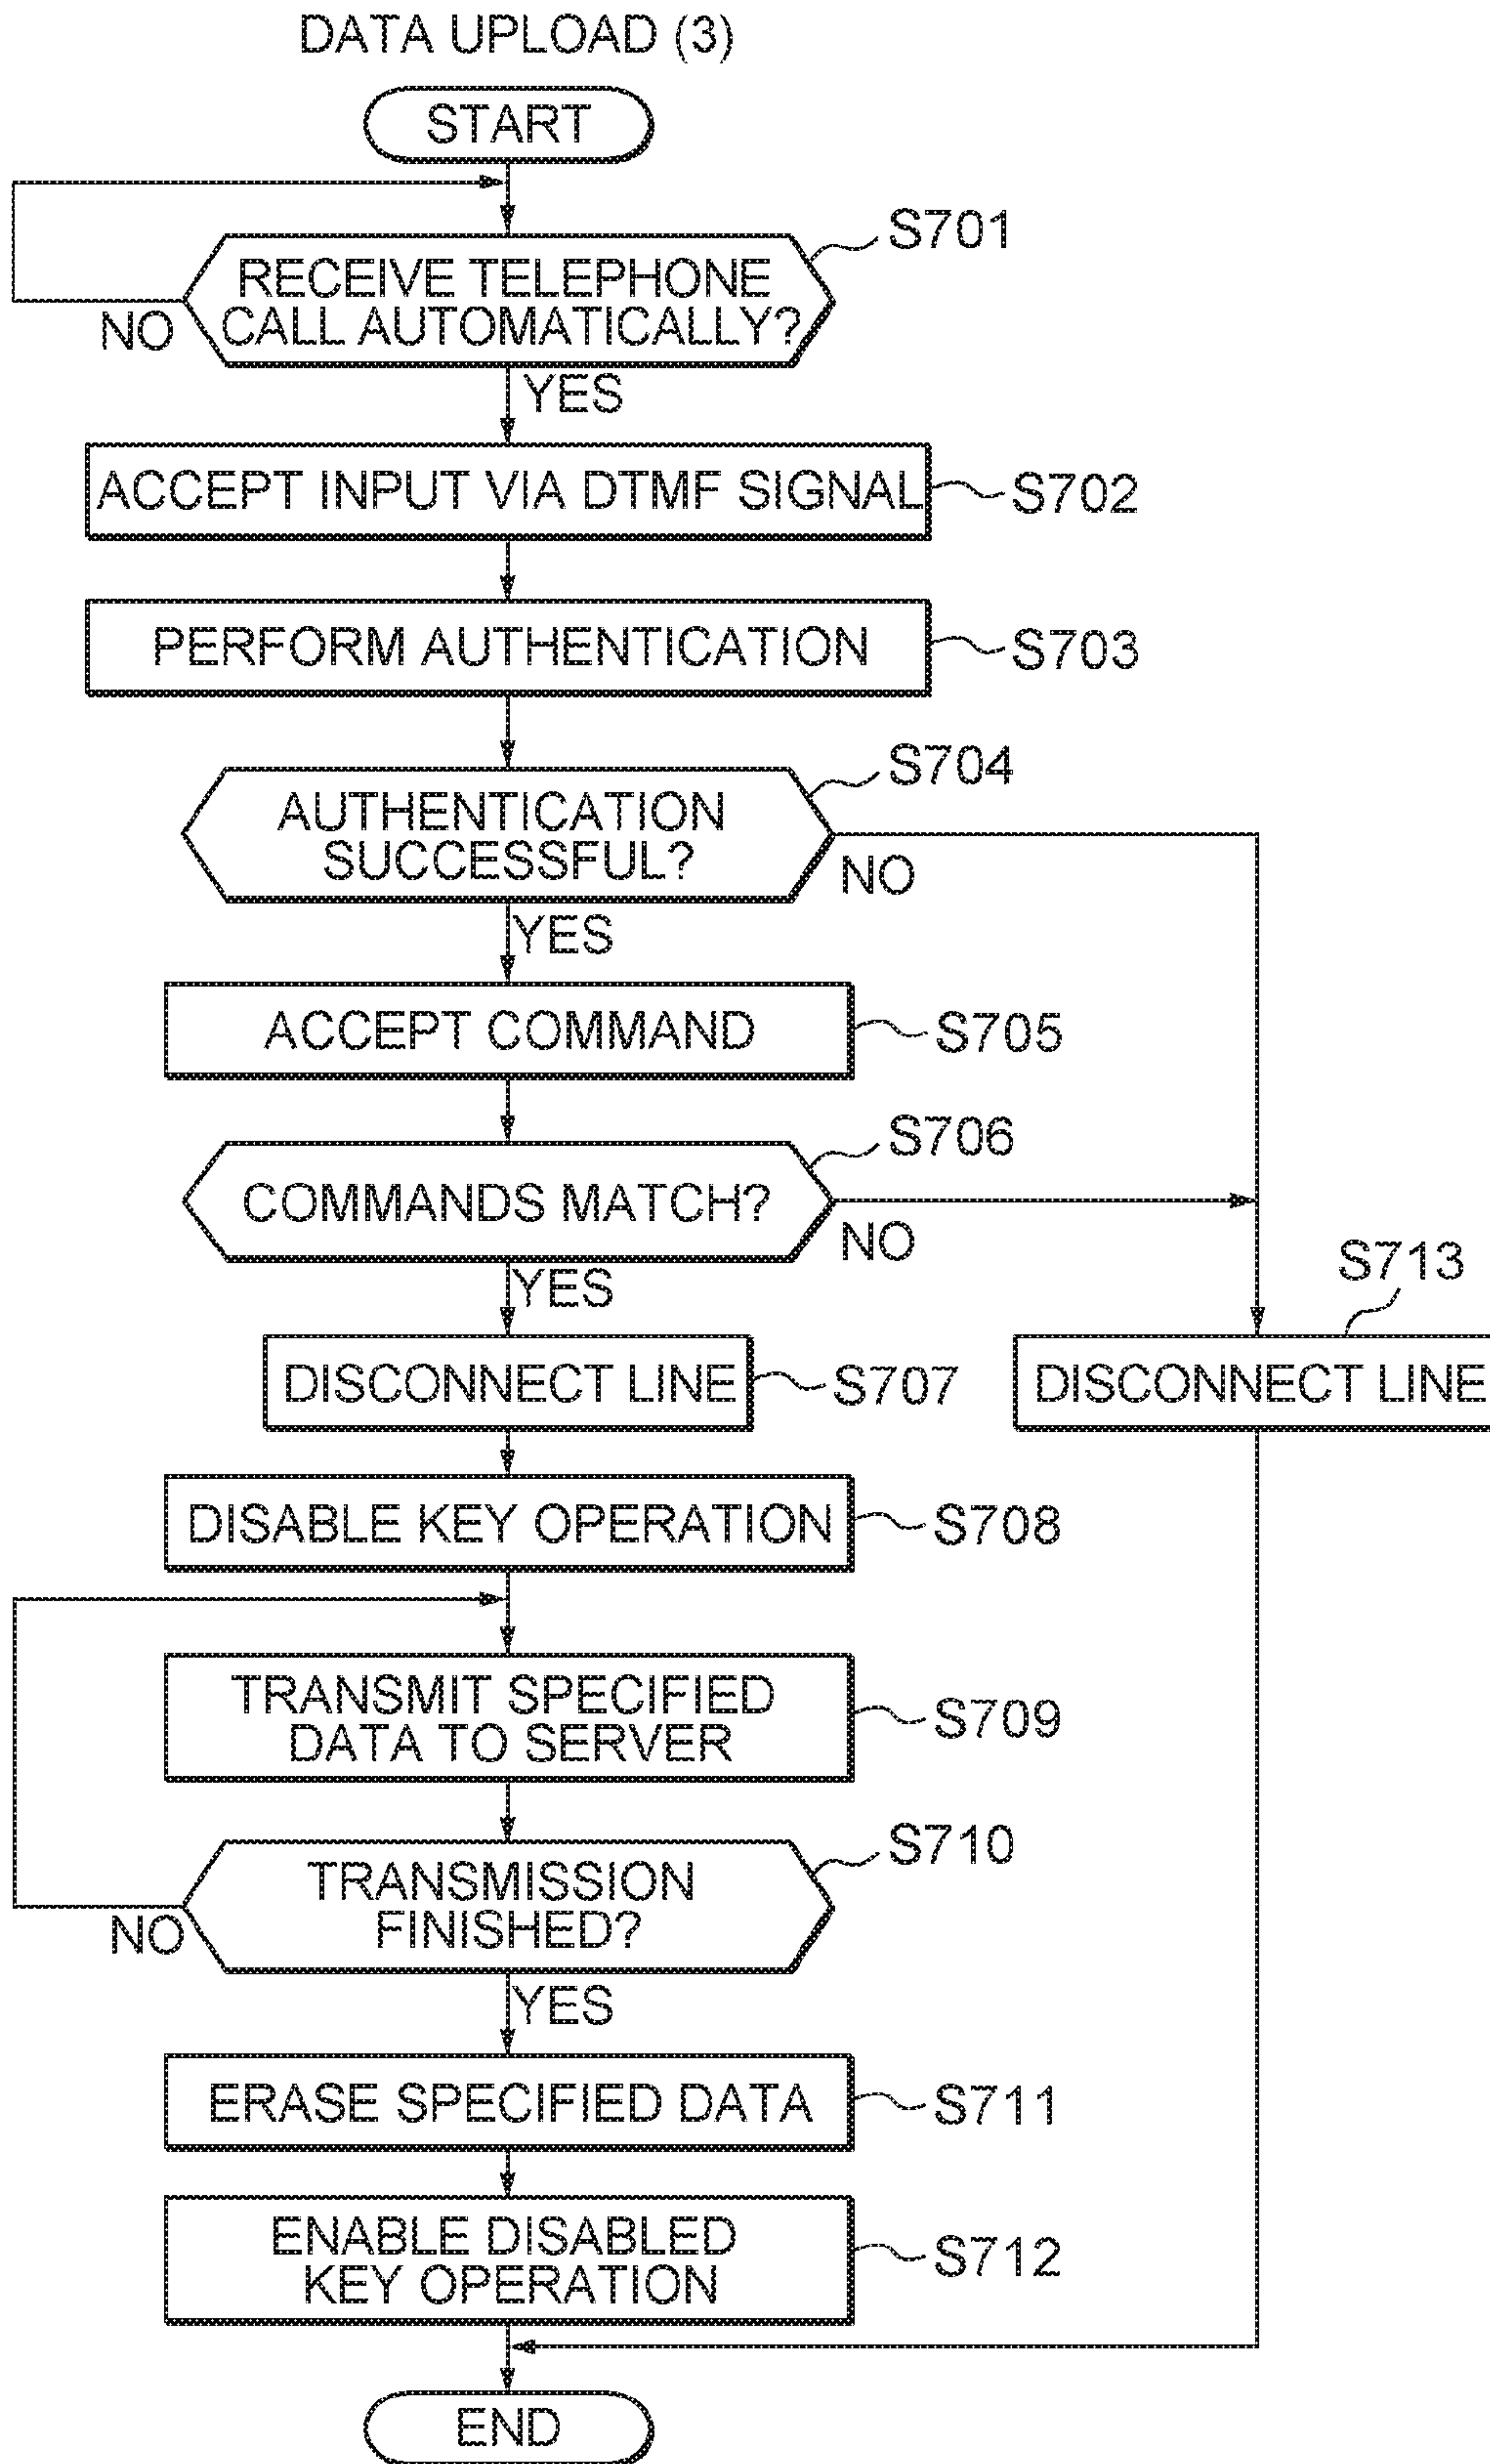 DATA UPLOAD (3)
START
S701
RECEIVE TELEPHONE
CALL AUTOMATICALLY?
NO
YES
ACCEPT INPUT VIA DTMF SIGNAL
S702
PERFORM AUTHENTICATION
S703
S704
AUTHENTICATION
SUCCESSFUL?
NO
YES
ACCEPT COMMAND
S705
S706
COMMANDS MATCH?
NO
YES
S713
DISCONNECT LINE
S707
DISCONNECT LINE
DISABLE KEY OPERATION
S708
TRANSMIT SPECIFIED
DATA TO SERVER
S709
S710
TRANSMISSION
FINISHED?
NO
YES
ERASE SPECIFIED DATA
S711
ENABLE DISABLED
KEY OPERATION
S712
END